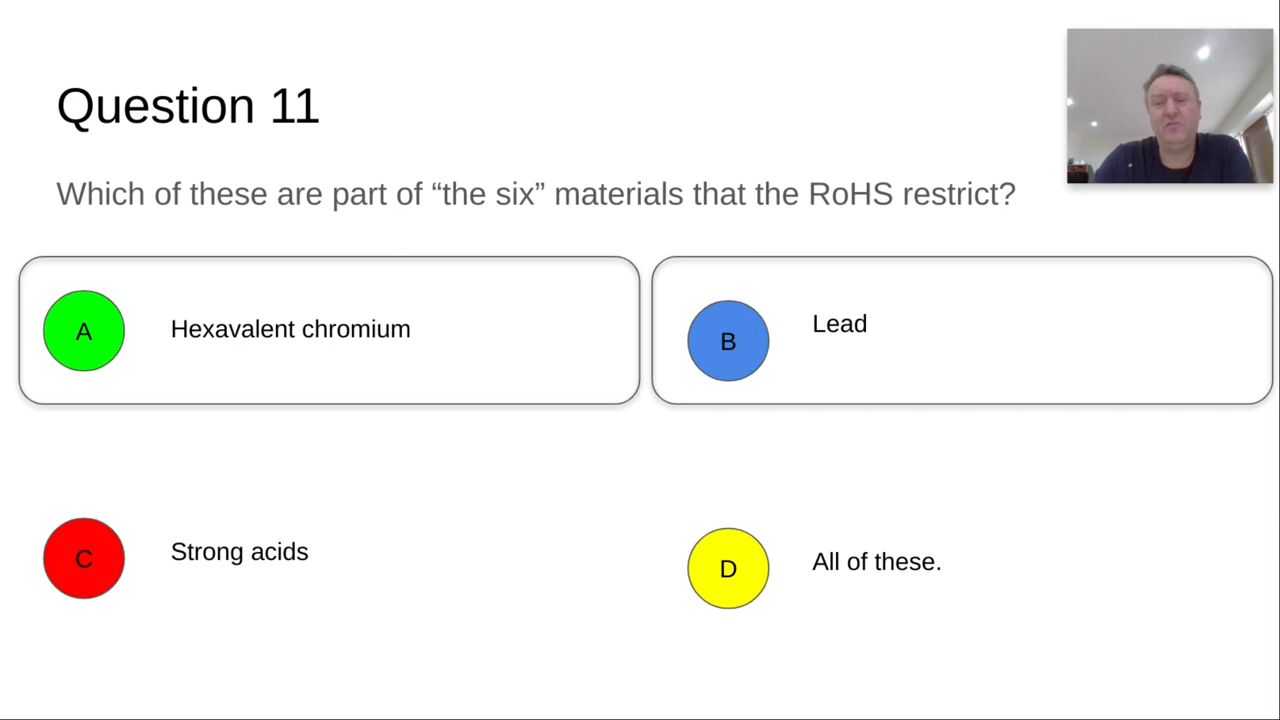 Question 11
Which of these are part of “the six” materials that the RoHS restrict?
A Hexavalent chromium
B Lead
C Strong acids
D All of these.